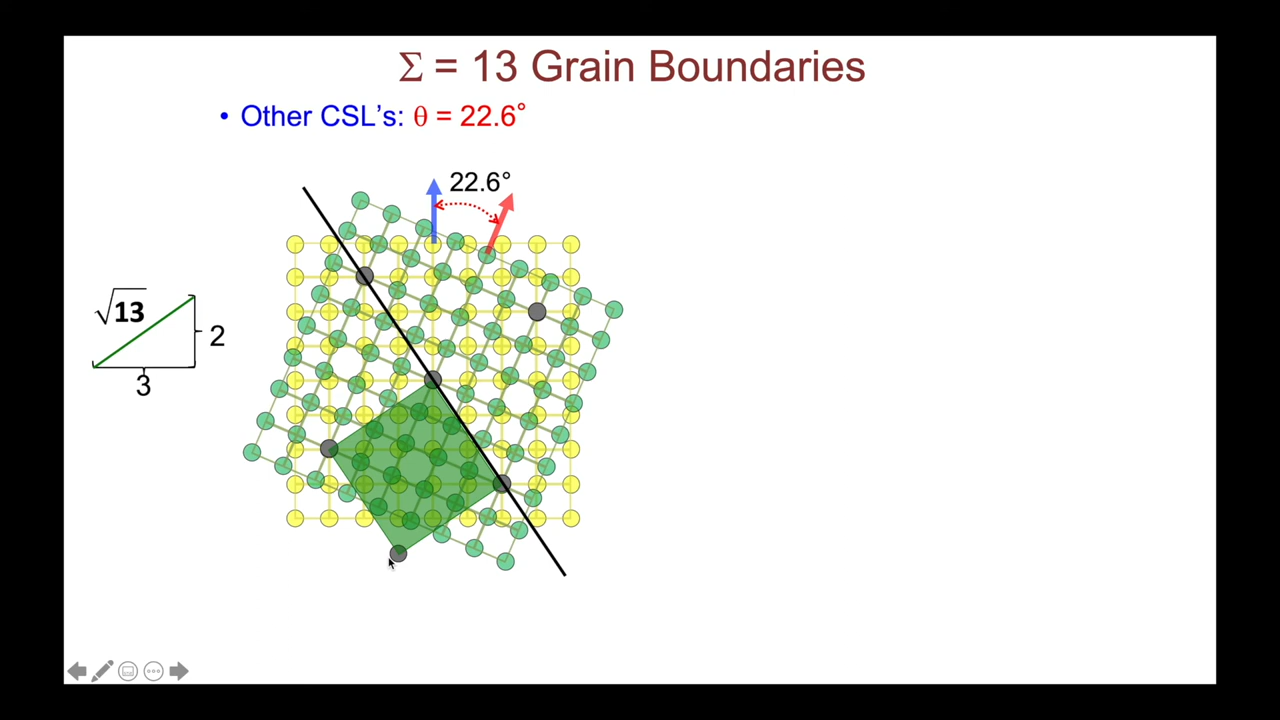 Σ = 13 Grain Boundaries
• Other CSL's: θ = 22.6°
22.6°
√13
2
3